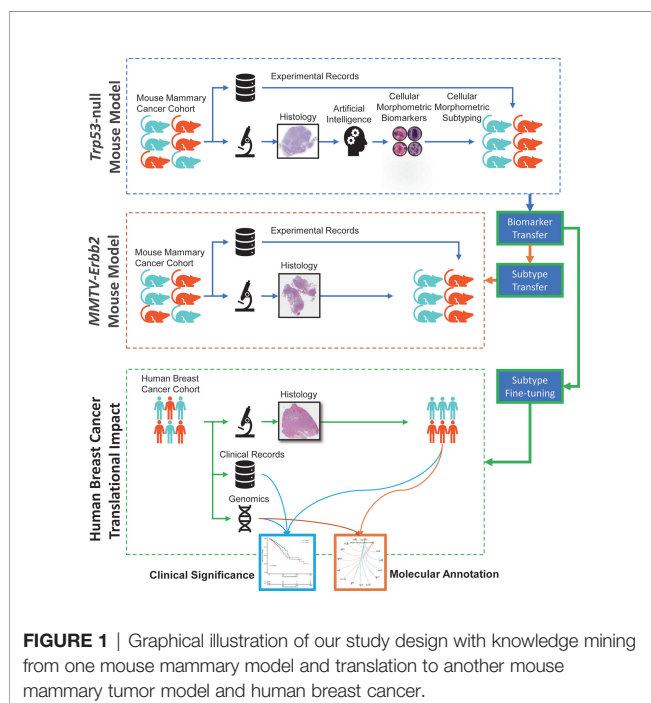 Trp53-null
Mouse Model
Mouse Mammary
Cancer Cohort
Experimental Records
Histology
Artificial
Intelligence
Cellular
Morphometric
Biomarkers
Cellular
Morphometric
Subtyping
Biomarker
Transfer
Subtype
Transfer
MMTV-Erbb2
Mouse Model
Mouse Mammary
Cancer Cohort
Experimental Records
Histology
Subtype
Fine-tuning
Human Breast Cancer
Translational Impact
Human Breast
Cancer Cohort
Histology
Clinical Records
Genomics
Clinical Significance
Molecular Annotation
FIGURE 1 | Graphical illustration of our study design with knowledge mining
from one mouse mammary model and translation to another mouse
mammary tumor model and human breast cancer.